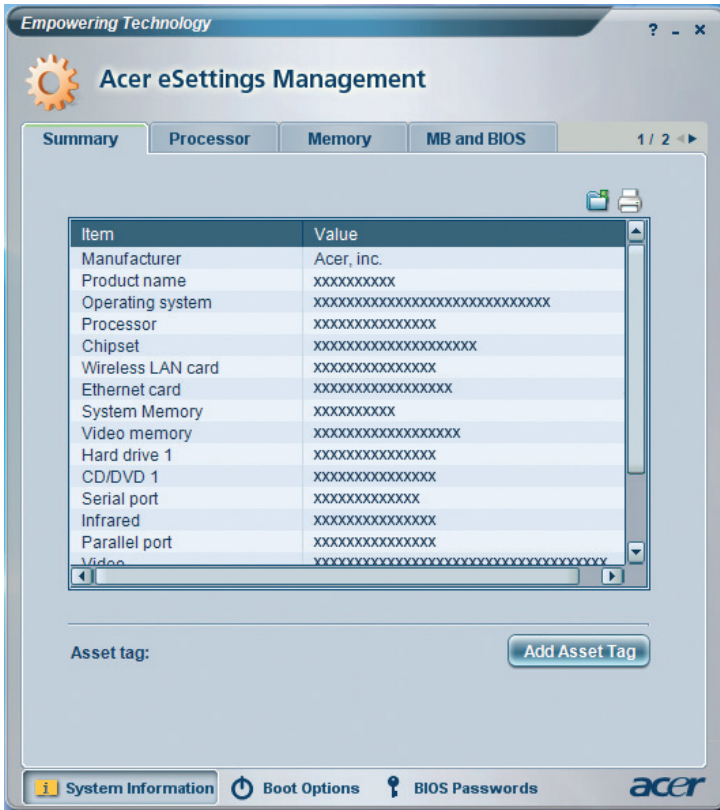 Empowering Technology
? - x
Acer eSettings Management
Summary Processor Memory MB and BIOS 1 / 2
Item Value
Manufacturer Acer, inc.
Product name xxxxxxxxxx
Operating system xxxxxxxxxxxxxxxxxxxxxxxxxxxxx
Processor xxxxxxxxxxxxxxx
Chipset xxxxxxxxxxxxxxxxxxxx
Wireless LAN card xxxxxxxxxxxxxxx
Ethernet card xxxxxxxxxxxxxxxxx
System Memory xxxxxxxxxx
Video memory xxxxxxxxxxxxxxxxxx
Hard drive 1 xxxxxxxxxxxxxxx
CD/DVD 1 xxxxxxxxxxxxxxx
Serial port xxxxxxxxxxxxx
Infrared xxxxxxxxxxxxxxx
Parallel port xxxxxxxxxxxxxxx
Video xxxxxxxxxxxxxxxxxxxxxxxxxxxxxxxxxxxx
Asset tag: Add Asset Tag
System Information Boot Options BIOS Passwords acer